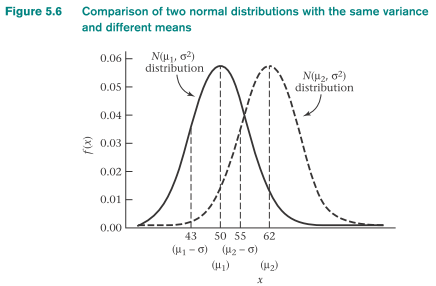 Figure 5.6 Comparison of two normal distributions with the same variance
and different means
N(μ₁, σ²)
distribution
N(μ₂, σ²)
distribution
0.06
0.05
0.04
0.03
0.02
0.01
0.00
f(x)
43 50 55 62
(μ₁ – σ) (μ₂ – σ)
(μ₁) (μ₂)
x